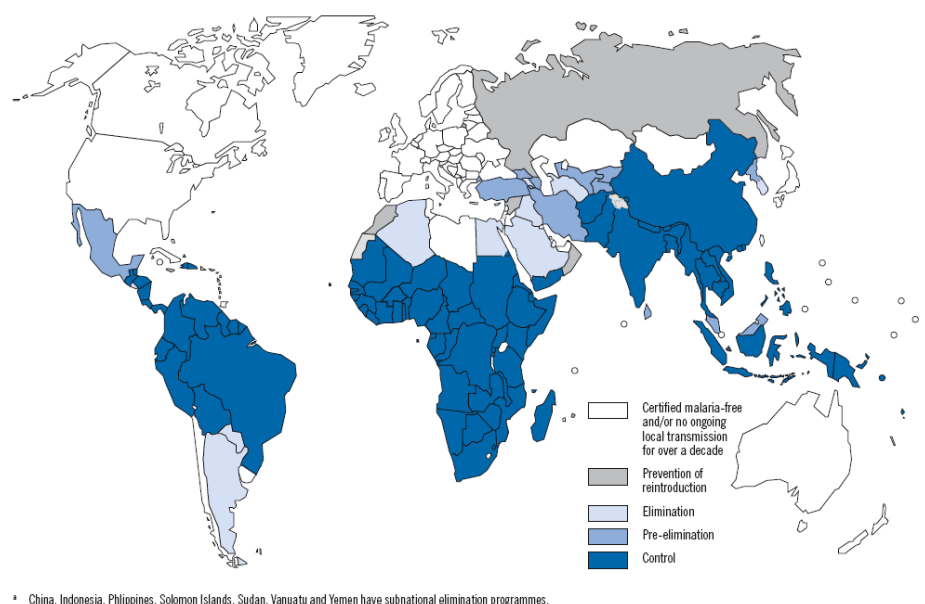 Certified malaria-free
and/or no ongoing
local transmission
for over a decade
Prevention of
reintroduction
Elimination
Pre-elimination
Control
a China, Indonesia, Phlippines, Solomon Islands, Sudan, Vanuatu and Yemen have subnational elimination programmes.